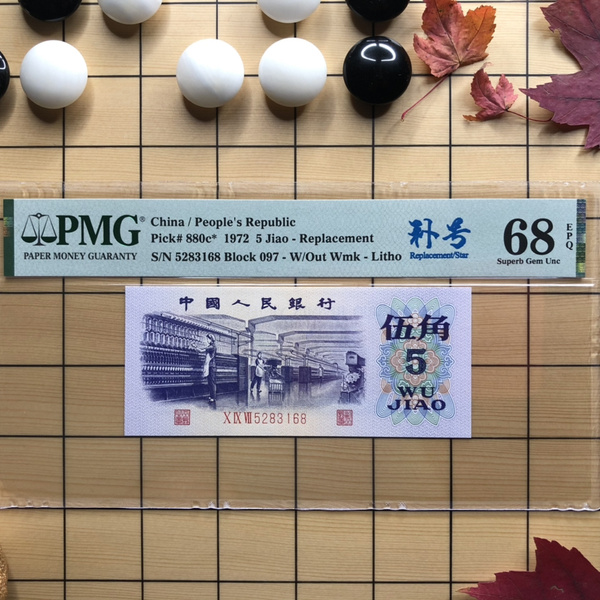 PMG®
PAPER MONEY GUARANTY
China / People's Republic
Pick# 880c* 1972 5 Jiao - Replacement
S/N 5283168 Block 097 - W/Out Wmk - Litho
补号
Replacement/Star
68
EPQ
Superb Gem Unc
中國人民銀行
伍角
5
WU
JIAO
X IX VII 5283168